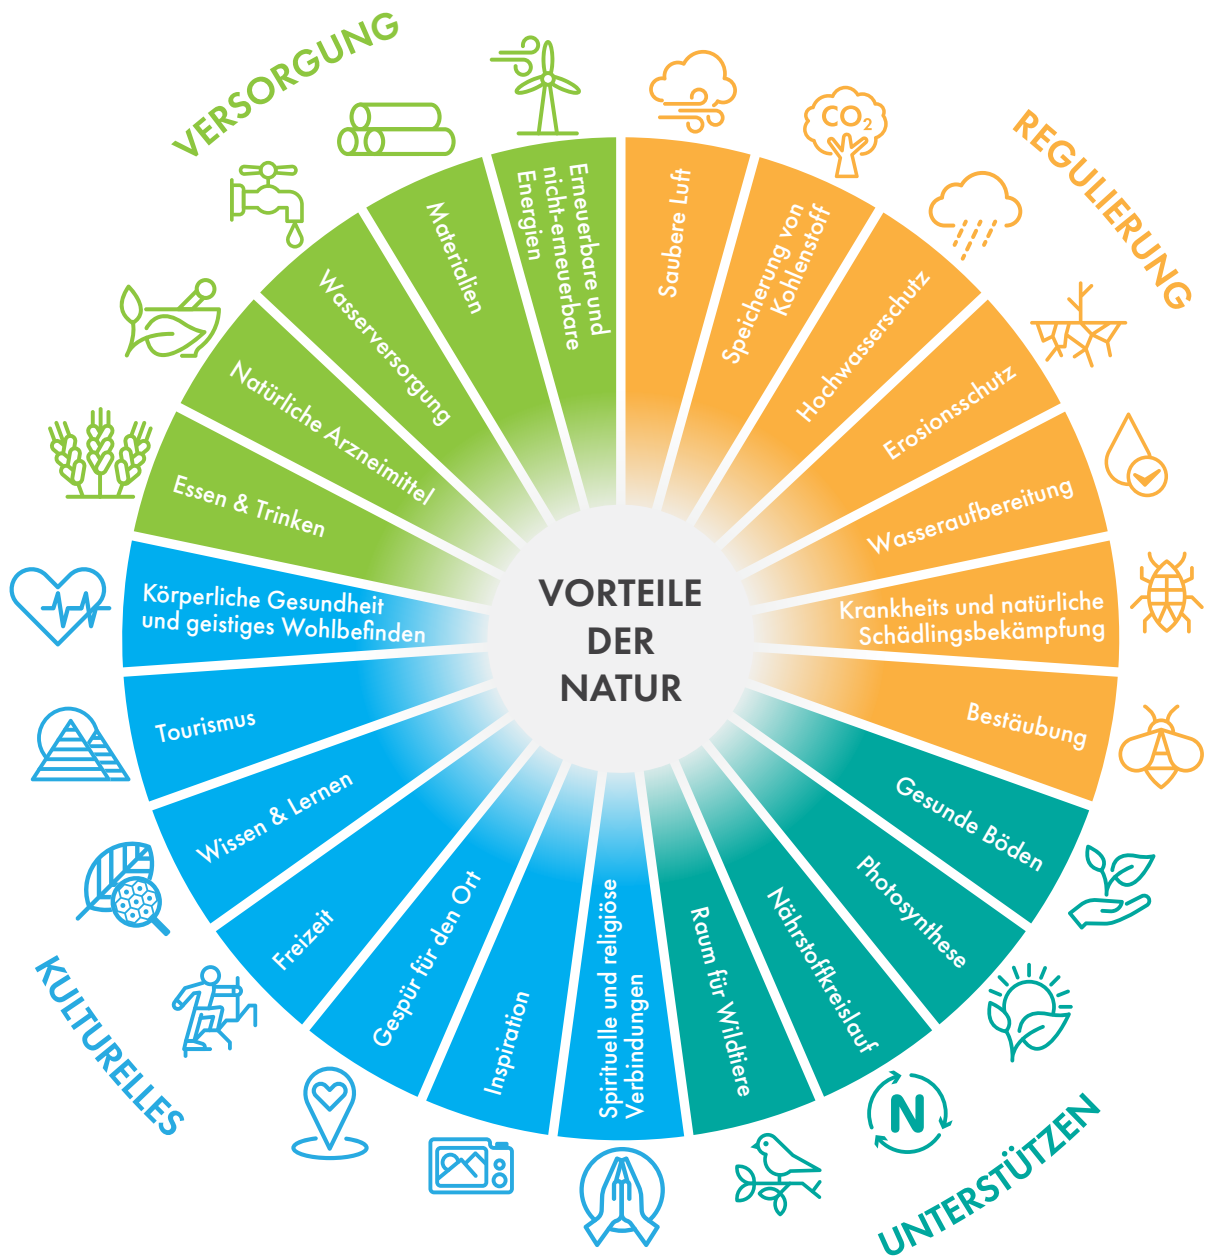 VORTEILE
DER
NATUR
VERSORGUNG
Essen & Trinken
Natürliche Arzneimittel
Wasserversorgung
Materialien
Erneuerbare und
nicht-erneuerbare
Energien
REGULIERUNG
CO2
Saubere Luft
Speicherung von
Kohlenstoff
Hochwasserschutz
Erosionsschutz
Wasseraufbereitung
Krankheits und natürliche
Schädlingsbekämpfung
Bestäubung
UNTERSTÜTZEN
Gesunde Böden
Photosynthese
Nährstoffkreislauf
N
Raum für Wildtiere
KULTURELLES
Spirituelle und religiöse
Verbindungen
Inspiration
Gespür für den Ort
Freizeit
Wissen & Lernen
Tourismus
Körperliche Gesundheit
und geistiges Wohlbefinden